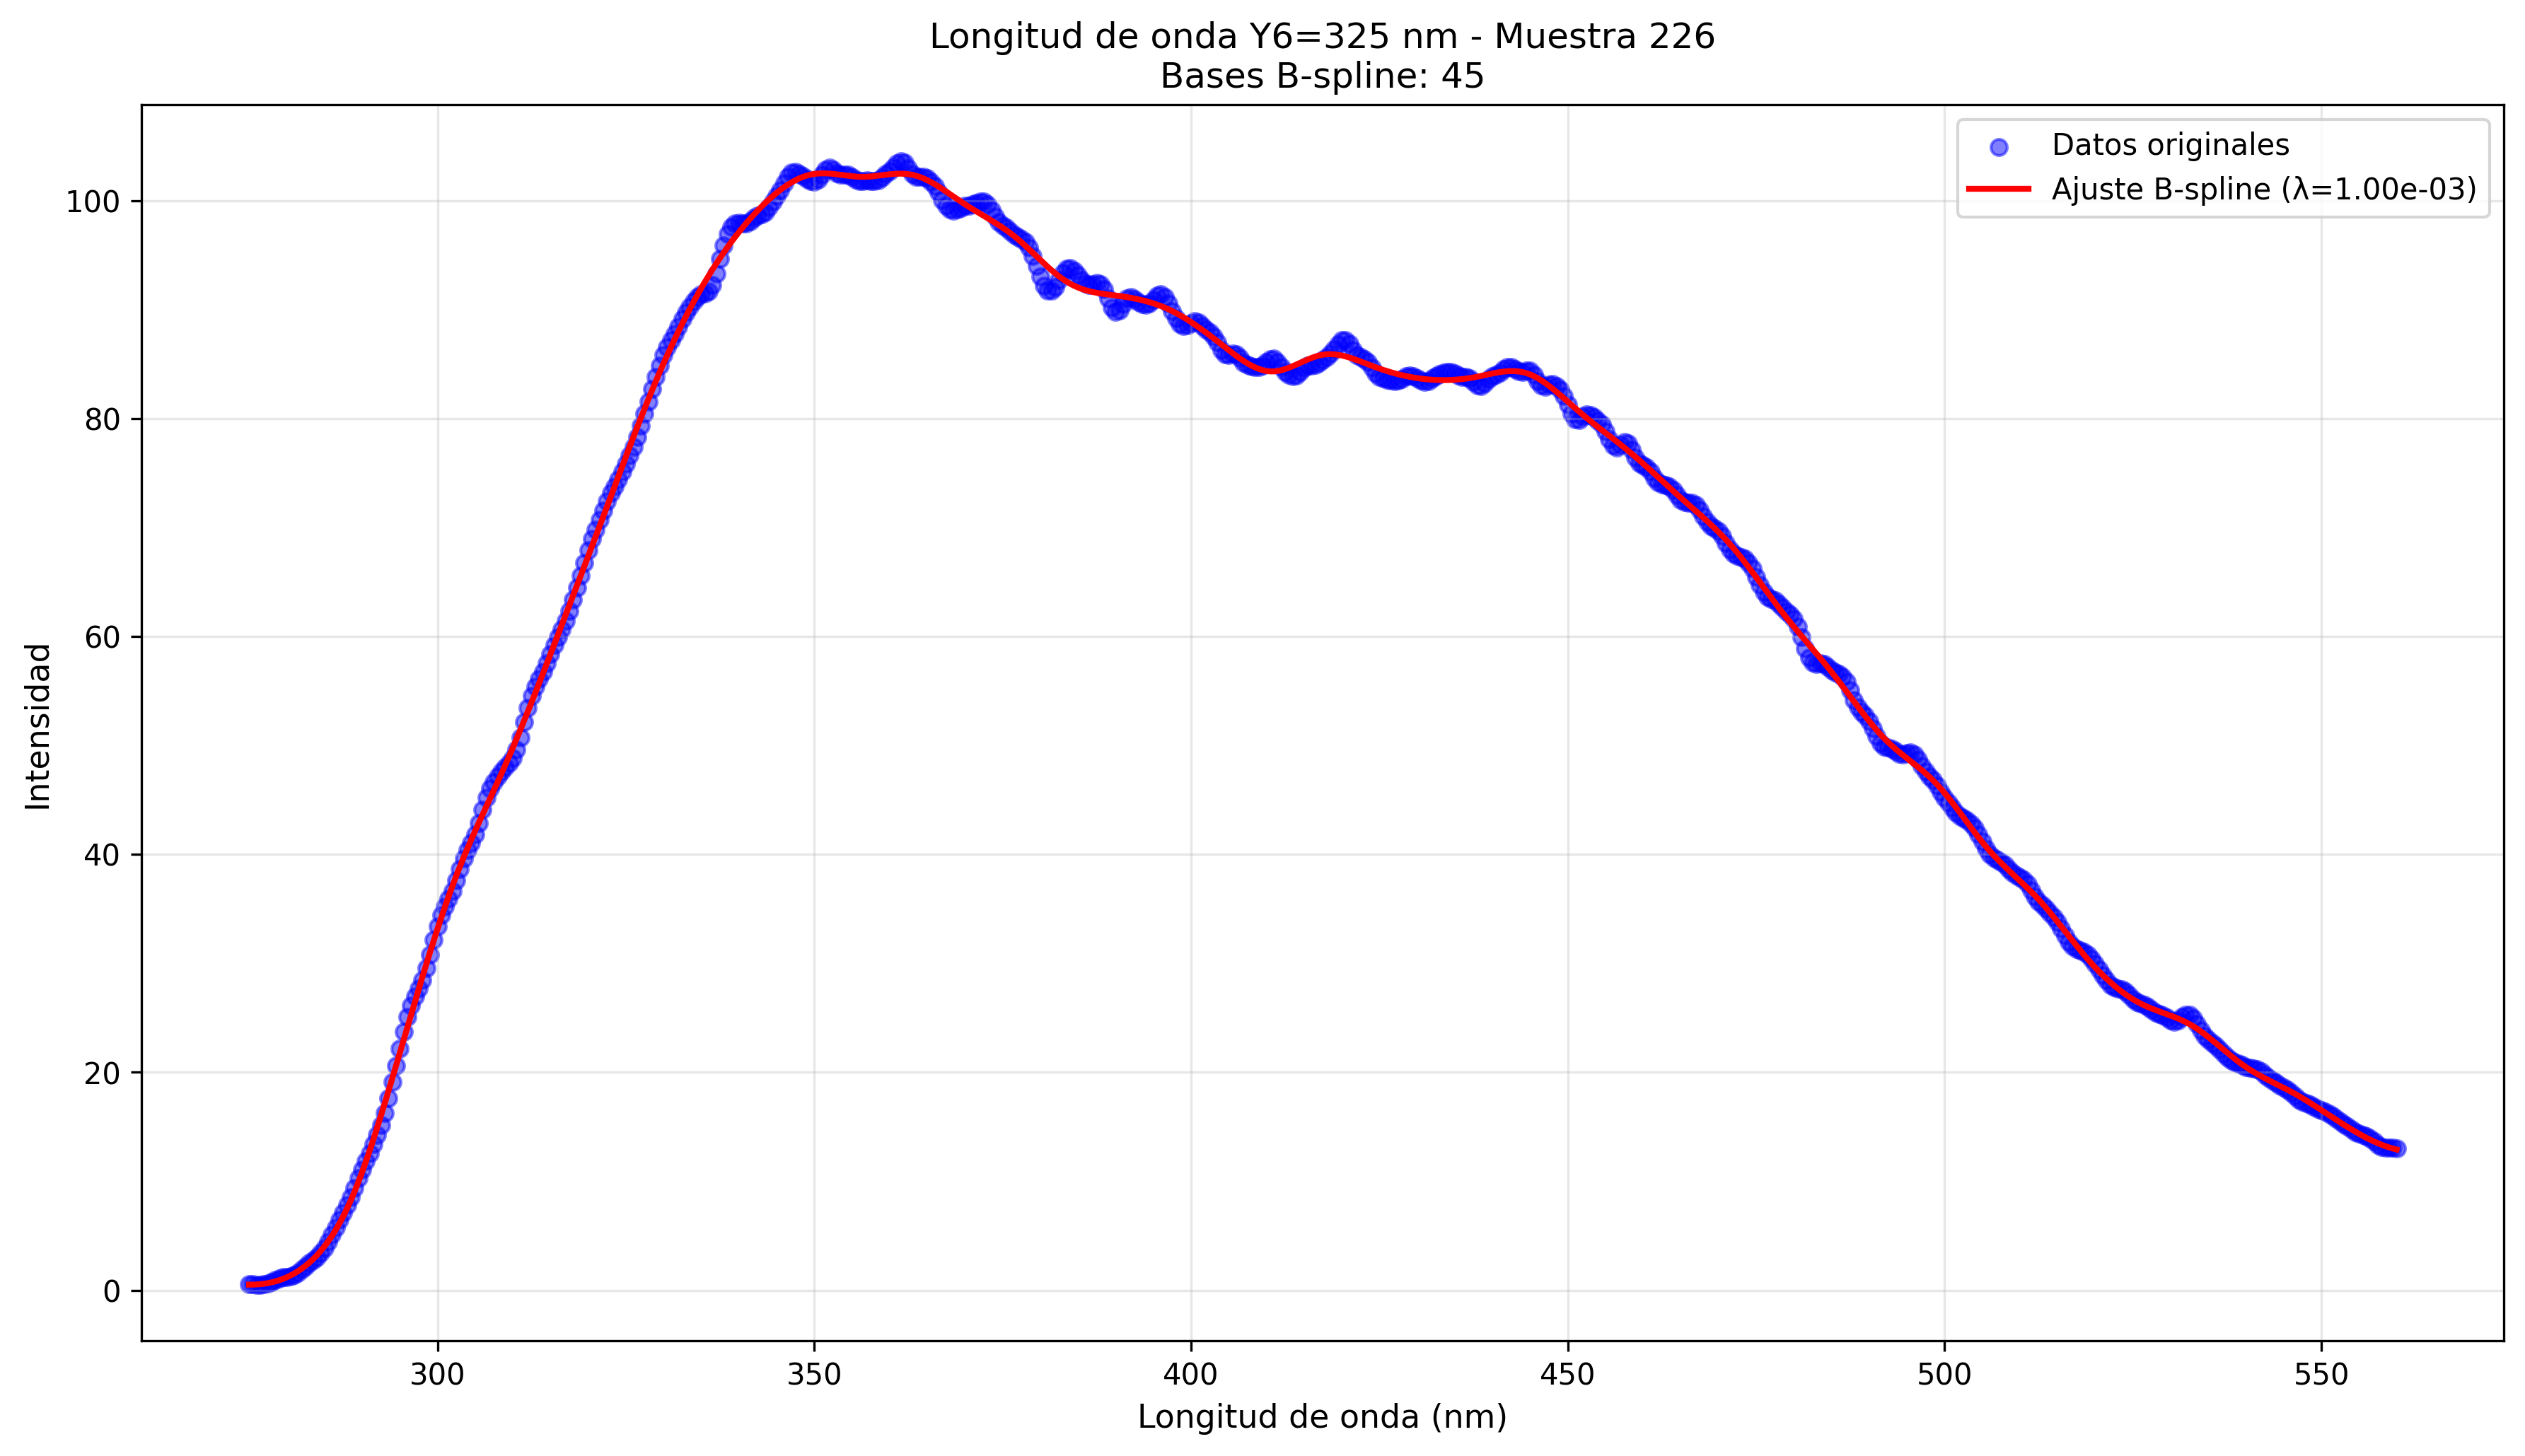 Longitud de onda Y6=325 nm - Muestra 226
Bases B-spline: 45
Datos originales
Ajuste B-spline (λ=1.00e-03)
Intensidad
100
80
60
40
20
0
300 350 400 450 500 550
Longitud de onda (nm)